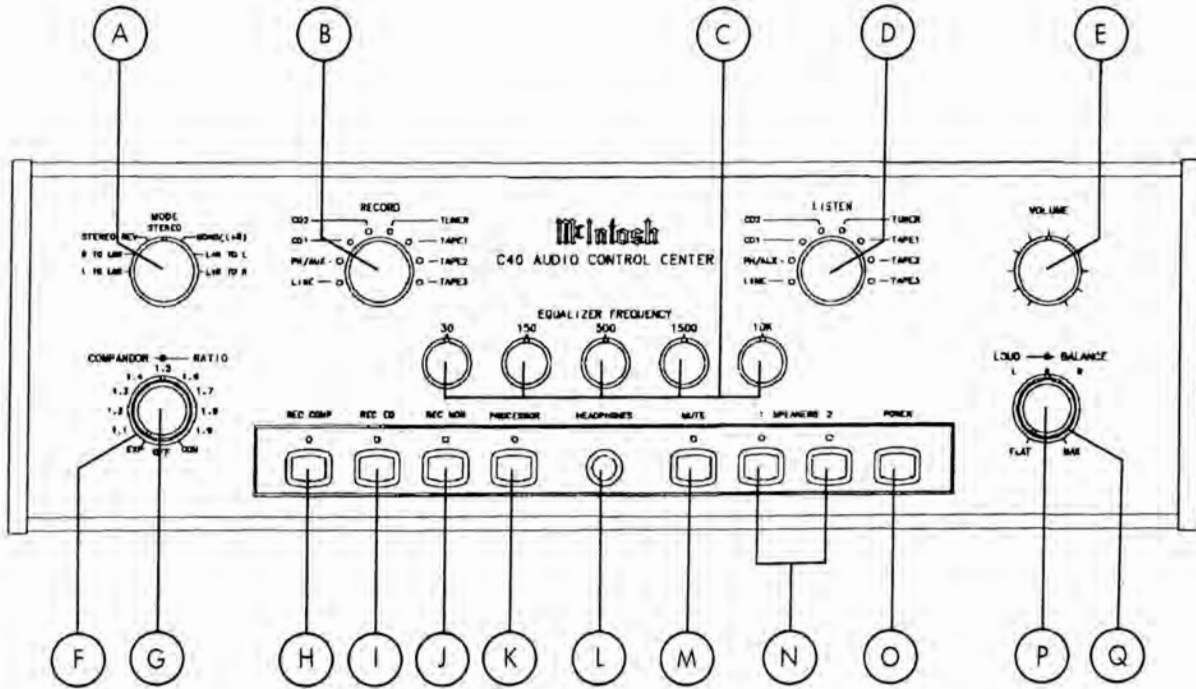 A B C D E
MODE
STEREO
STEREO REV MONO(L+R)
R TO L&R L&R TO L
L TO L&R L&R TO R
RECORD
CD2 TUNER
CD1 TAPE1
PH/AUX TAPE2
LINE TAPE3
McIntosh
C40 AUDIO CONTROL CENTER
LISTEN
CD2 TUNER
CD1 TAPE1
PH/AUX TAPE2
LINE TAPE3
VOLUME
EQUALIZER FREQUENCY
30 150 500 1500 10K
COMPANDOR RATIO
1.5
1.4 1.6
1.3 1.7
1.2 1.8
1.1 1.9
EXP OFF CON
LOUD BALANCE
L R
FLAT MAX
REC COMP REC EQ REC MON PROCESSOR HEADPHONES MUTE 1 SPEAKERS 2 POWER
F G H I J K L M N O P Q